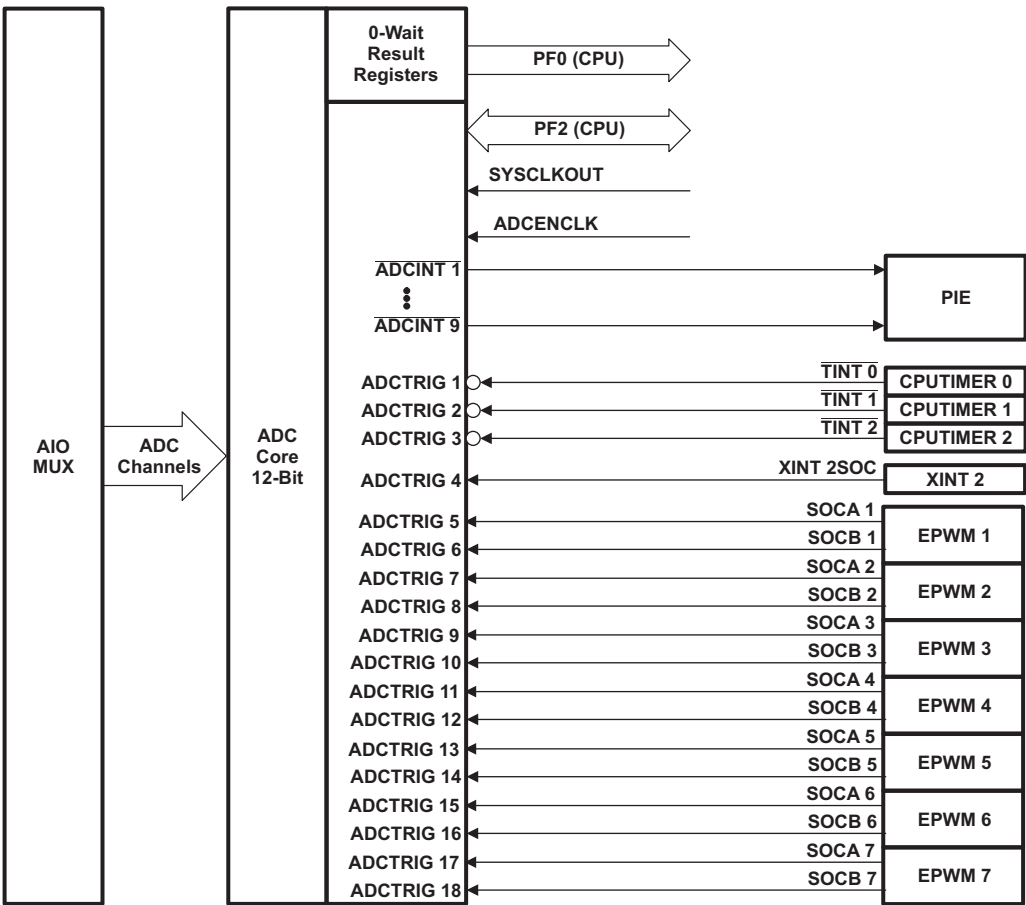 0-Wait
Result
Registers
PF0 (CPU)
PF2 (CPU)
SYSCLKOUT
ADCENCLK
ADCINT 1
ADCINT 9
PIE
ADCTRIG 1
TINT 0
CPUTIMER 0
ADCTRIG 2
TINT 1
CPUTIMER 1
ADCTRIG 3
TINT 2
CPUTIMER 2
AIO
MUX
ADC
Channels
ADC
Core
12-Bit
ADCTRIG 4
XINT 2SOC
XINT 2
ADCTRIG 5
SOCA 1
EPWM 1
ADCTRIG 6
SOCB 1
ADCTRIG 7
SOCA 2
EPWM 2
ADCTRIG 8
SOCB 2
ADCTRIG 9
SOCA 3
EPWM 3
ADCTRIG 10
SOCB 3
ADCTRIG 11
SOCA 4
EPWM 4
ADCTRIG 12
SOCB 4
ADCTRIG 13
SOCA 5
EPWM 5
ADCTRIG 14
SOCB 5
ADCTRIG 15
SOCA 6
EPWM 6
ADCTRIG 16
SOCB 6
ADCTRIG 17
SOCA 7
EPWM 7
ADCTRIG 18
SOCB 7